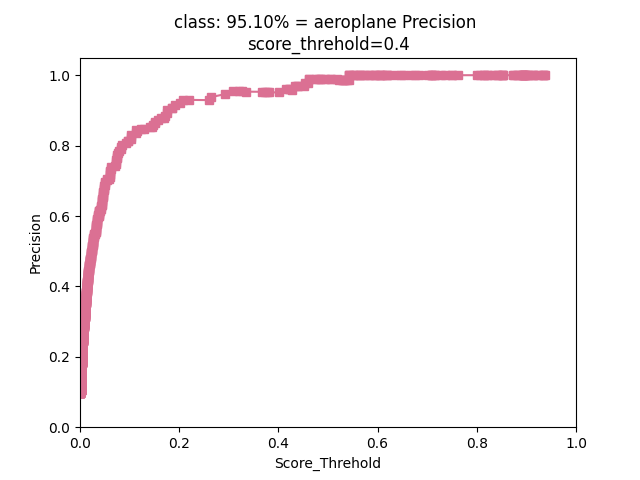 class: 95.10% = aeroplane Precision
score_threhold=0.4
1.0
0.8
0.6
0.4
0.2
0.0
Precision
0.0 0.2 0.4 0.6 0.8 1.0
Score_Threhold